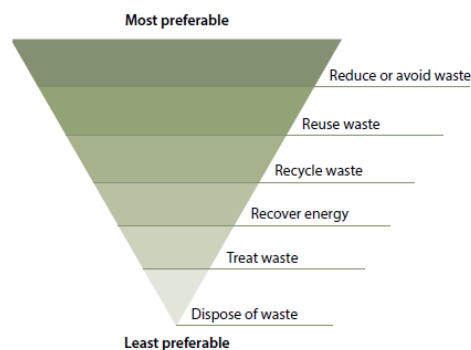 Most preferable
Reduce or avoid waste
Reuse waste
Recycle waste
Recover energy
Treat waste
Dispose of waste
Least preferable